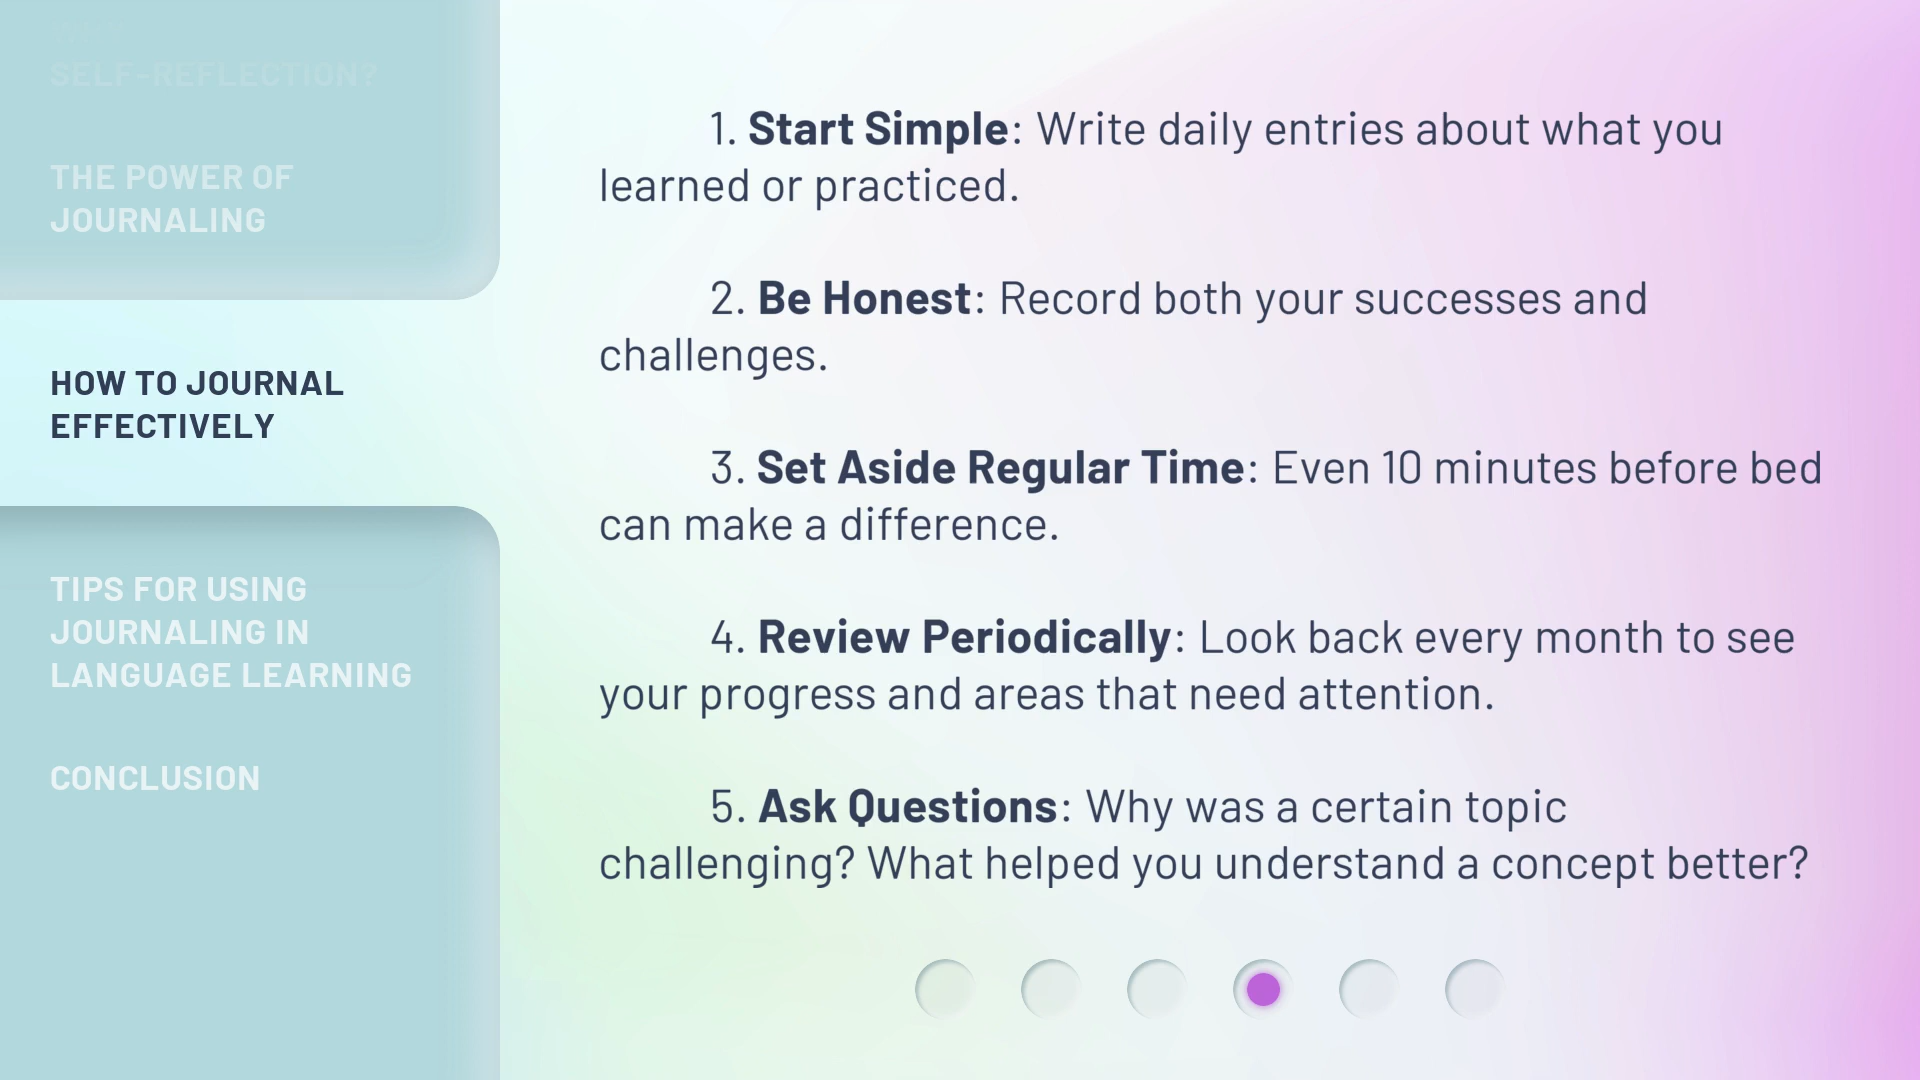 WHY
SELF-REFLECTION?
THE POWER OF
JOURNALING
HOW TO JOURNAL
EFFECTIVELY
TIPS FOR USING
JOURNALING IN
LANGUAGE LEARNING
CONCLUSION
1. Start Simple: Write daily entries about what you
learned or practiced.
2. Be Honest: Record both your successes and
challenges.
3. Set Aside Regular Time: Even 10 minutes before bed
can make a difference.
4. Review Periodically: Look back every month to see
your progress and areas that need attention.
5. Ask Questions: Why was a certain topic
challenging? What helped you understand a concept better?